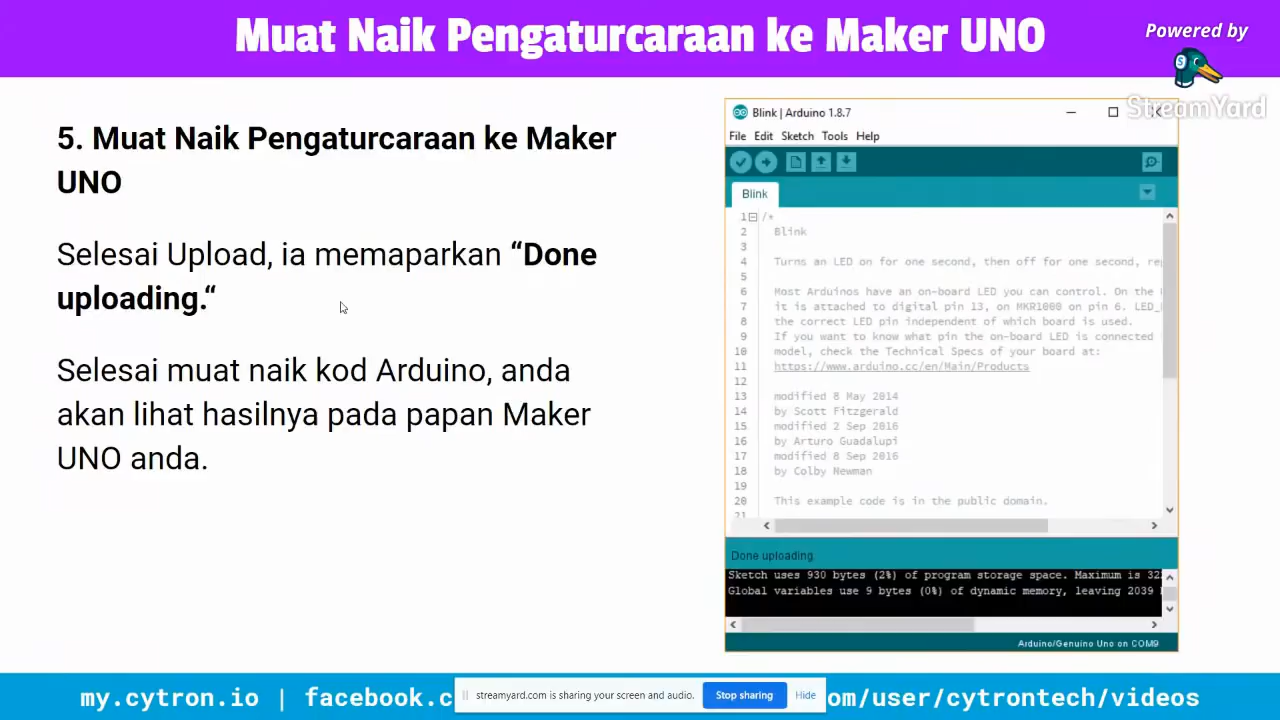 Muat Naik Pengaturcaraan ke Maker UNO
Powered by
StreamYard
5. Muat Naik Pengaturcaraan ke Maker
UNO
Selesai Upload, ia memaparkan “Done
uploading.“
Selesai muat naik kod Arduino, anda
akan lihat hasilnya pada papan Maker
UNO anda.
Blink | Arduino 1.8.7
File Edit Sketch Tools Help
Blink
1 /*
2 Blink
3
4 Turns an LED on for one second, then off for one second, re
5
6 Most Arduinos have an on-board LED you can control. On the
7 it is attached to digital pin 13, on MKR1000 on pin 6. LED_
8 the correct LED pin independent of which board is used.
9 If you want to know what pin the on-board LED is connected
10 model, check the Technical Specs of your board at:
11 https://www.arduino.cc/en/Main/Products
12
13 modified 8 May 2014
14 by Scott Fitzgerald
15 modified 2 Sep 2016
16 by Arturo Guadalupi
17 modified 8 Sep 2016
18 by Colby Newman
19
20 This example code is in the public domain.
21
Done uploading.
Sketch uses 930 bytes (2%) of program storage space. Maximum is 32
Global variables use 9 bytes (0%) of dynamic memory, leaving 2039
Arduino/Genuino Uno on COM9
my.cytron.io | facebook.c
streamyard.com is sharing your screen and audio. Stop sharing Hide
om/user/cytrontech/videos